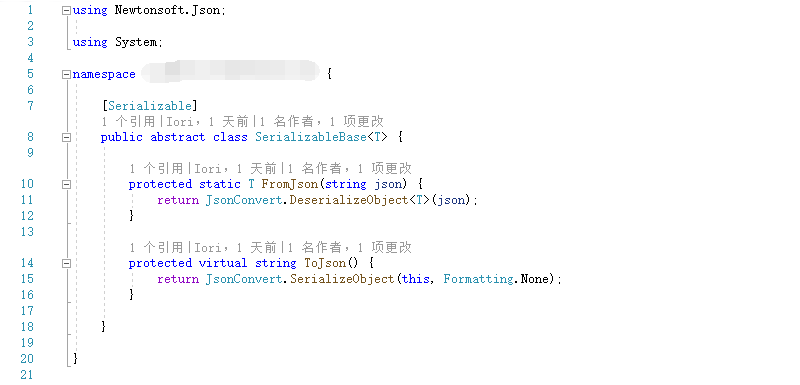 1 using Newtonsoft.Json;
2
3 using System;
4
5 namespace {
6
7 [Serializable]
1 个引用|Iori，1 天前|1 名作者，1 项更改
8 public abstract class SerializableBase<T> {
9
1 个引用|Iori，1 天前|1 名作者，1 项更改
10 protected static T FromJson(string json) {
11 return JsonConvert.DeserializeObject<T>(json);
12 }
13
1 个引用|Iori，1 天前|1 名作者，1 项更改
14 protected virtual string ToJson() {
15 return JsonConvert.SerializeObject(this, Formatting.None);
16 }
17
18 }
19
20 }
21